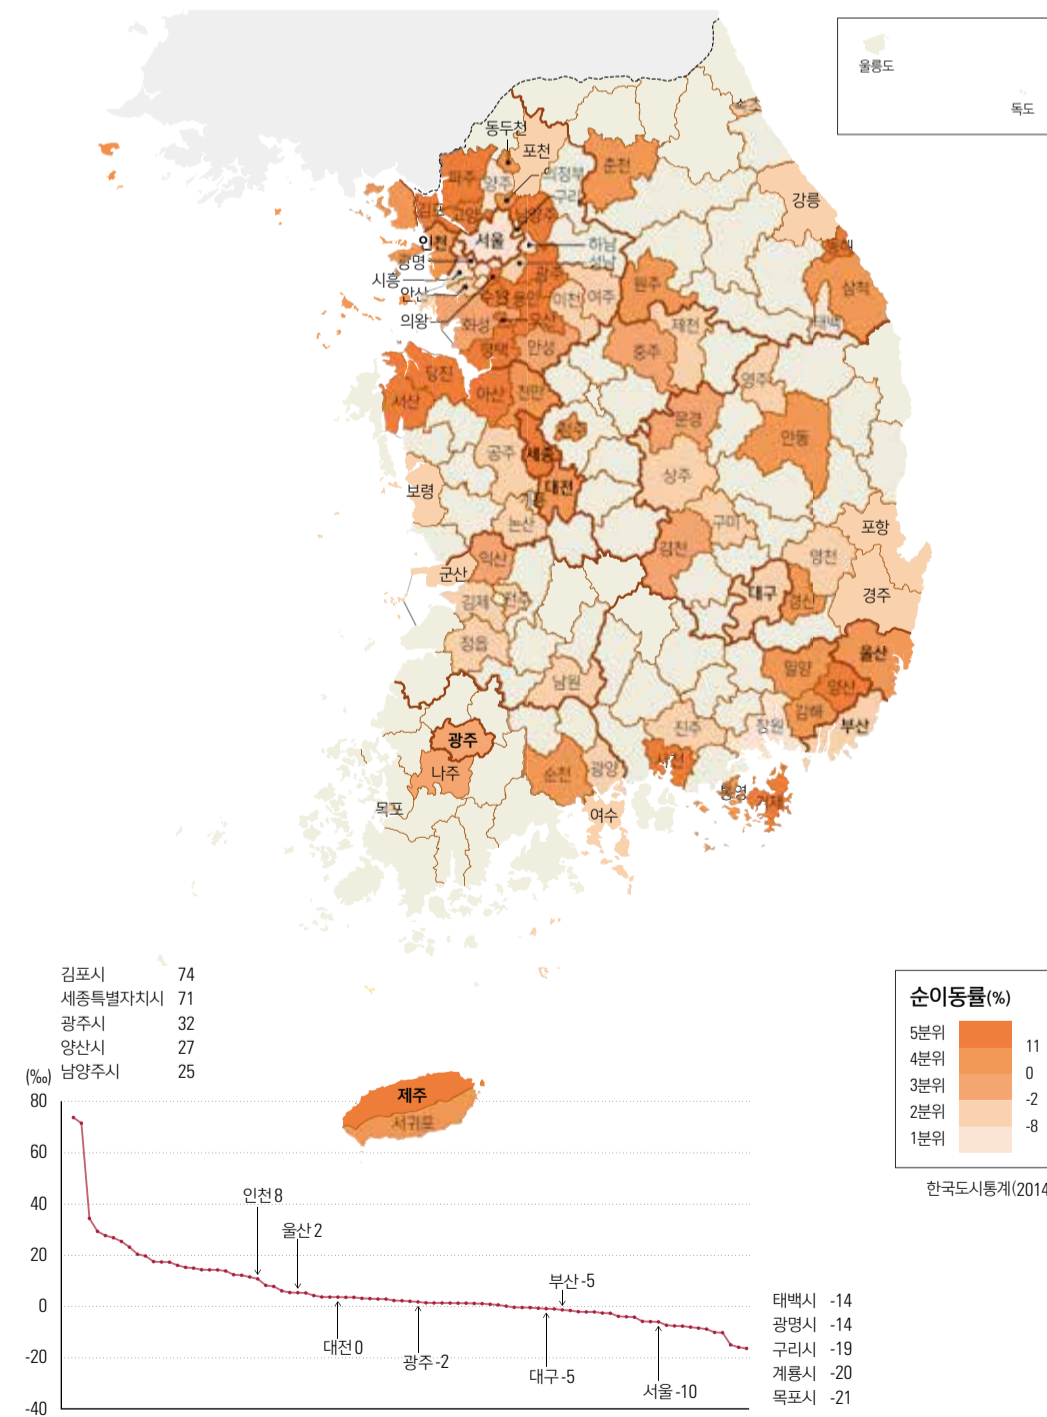 울릉도
독도
속초
동두천
포천
춘천
파주
양주
의정부
구리
강릉
김포
고양
남양주
인천
서울
하남
동해
광명
성남
시흥
광주
삼척
안산
수원
용인
이천
여주
원주
의왕
화성
오산
제천
태백
평택
안성
충주
당진
영주
서산
아산
천안
문경
청주
안동
공주
세종
상주
보령
대전
계룡
논산
구미
포항
익산
김천
영천
군산
대구
경산
경주
김제
전주
정읍
울산
밀양
남원
양산
김해
진주
창원
부산
광주
나주
순천
광양
사천
통영
거제
목포
여수
김포시 74
세종특별자치시 71
광주시 32
양산시 27
남양주시 25
순이동률(%)
5분위
4분위
3분위
2분위
1분위
11
0
-2
-8
한국도시통계(2014
제주
서귀포
(‰)
80
60
40
20
0
-20
-40
인천 8
울산 2
대전 0
광주 -2
부산 -5
대구 -5
서울 -10
태백시 -14
광명시 -14
구리시 -19
계룡시 -20
목포시 -21